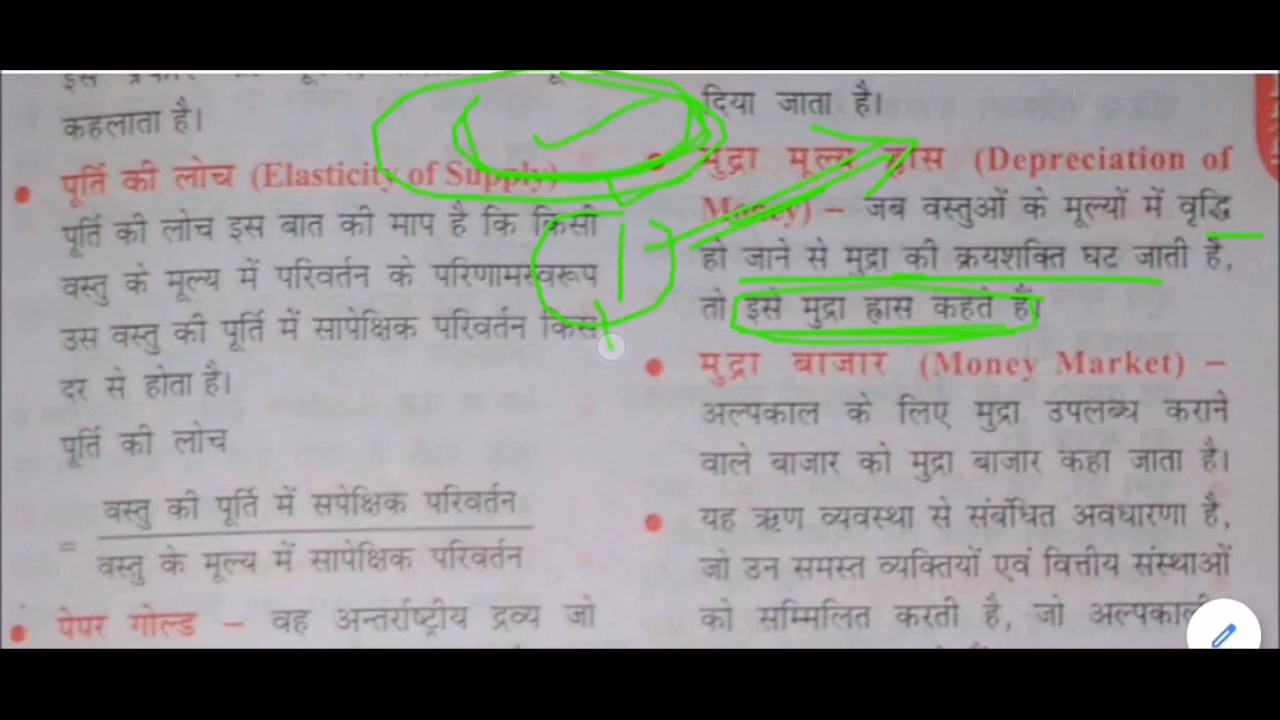 कहलाता है।
पूर्ति की लोच (Elasticity of Supply)
पूर्ति की लोच इस बात की माप है कि किसी
वस्तु के मूल्य में परिवर्तन के परिणामस्वरूप
उस वस्तु की पूर्ति में सापेक्षिक परिवर्तन किस
दर से होता है।
पूर्ति की लोच
= वस्तु की पूर्ति में सपेक्षिक परिवर्तन
वस्तु के मूल्य में सापेक्षिक परिवर्तन
पेपर गोल्ड – वह अन्तर्राष्ट्रीय द्रव्य जो
दिया जाता है।
मुद्रा मूल्य ह्रास (Depreciation of
Money) – जब वस्तुओं के मूल्यों में वृद्धि
हो जाने से मुद्रा की क्रयशक्ति घट जाती है,
तो इसे मुद्रा ह्रास कहते हैं।
मुद्रा बाजार (Money Market) –
अल्पकाल के लिए मुद्रा उपलब्ध कराने
वाले बाजार को मुद्रा बाजार कहा जाता है।
यह ऋण व्यवस्था से संबंधित अवधारणा है,
जो उन समस्त व्यक्तियों एवं वित्तीय संस्थाओं
को सम्मिलित करती है, जो